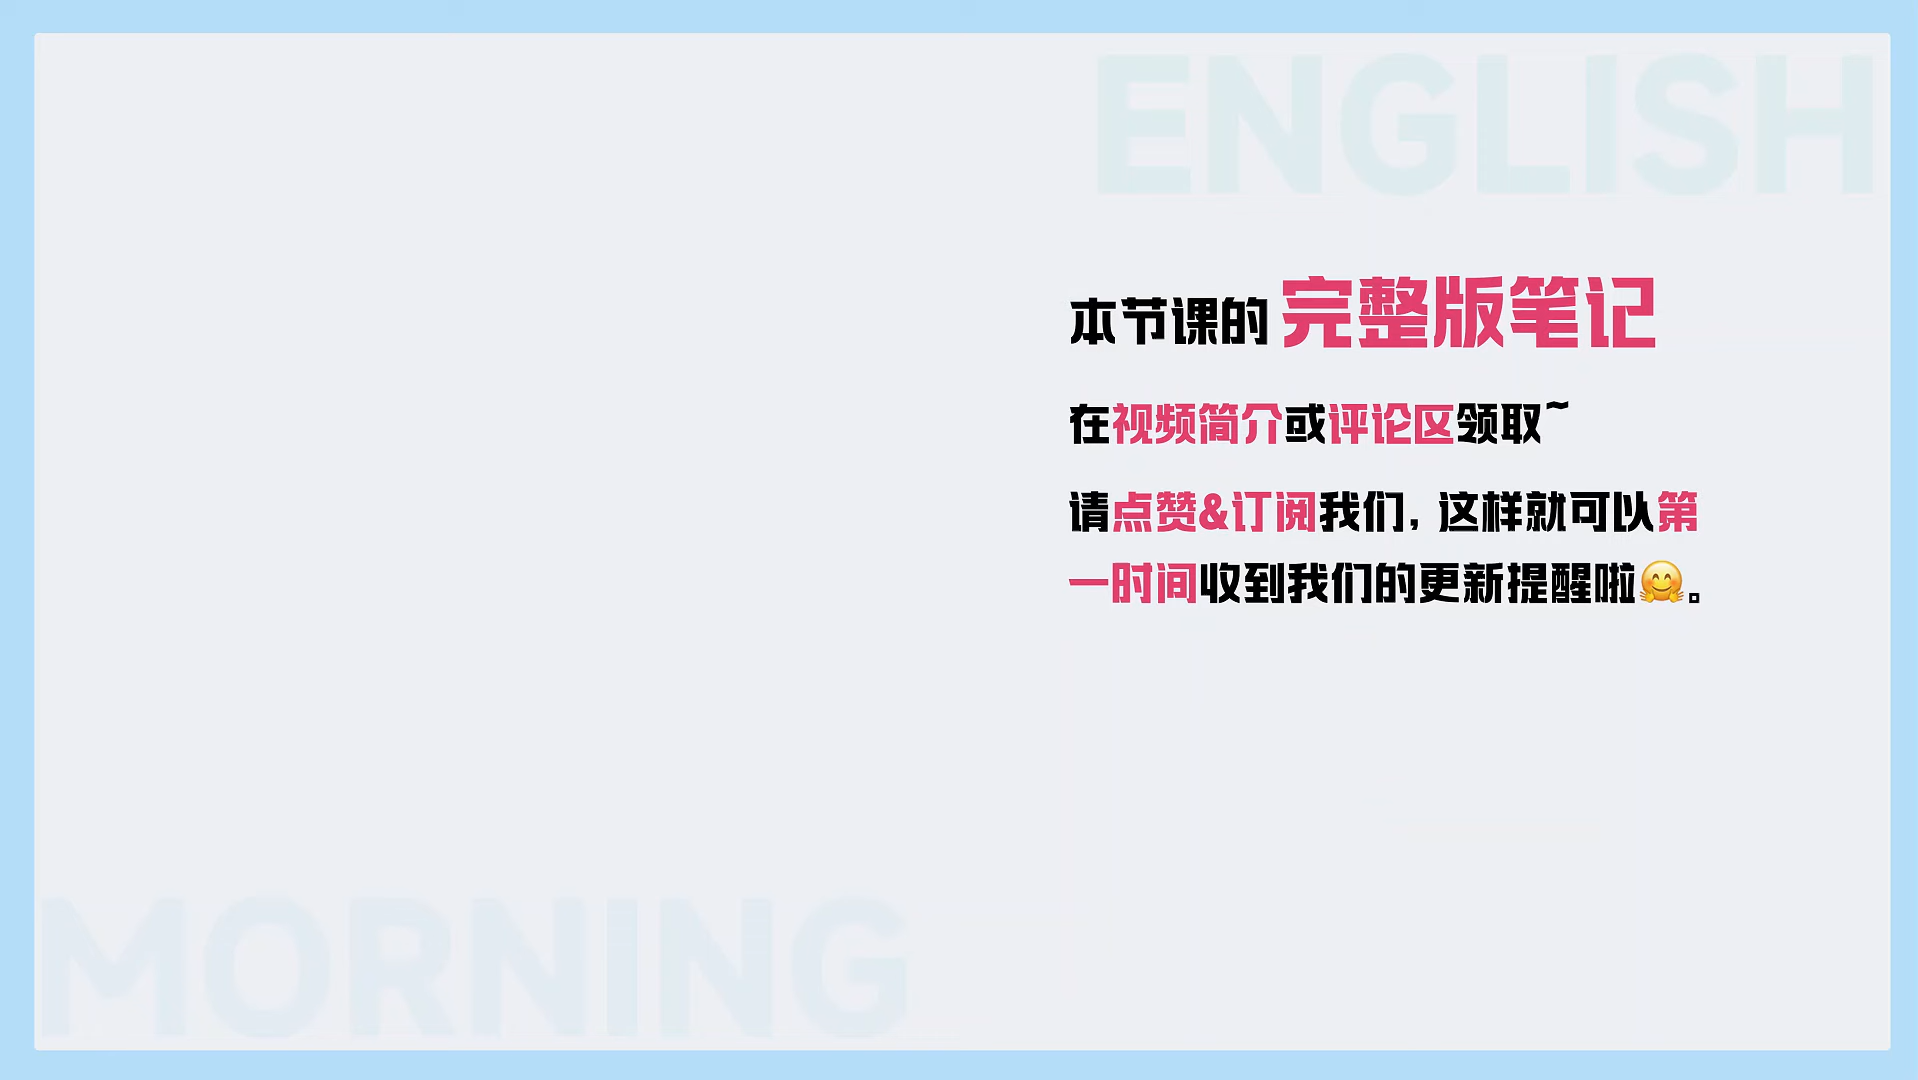 ENGLISH
本节课的 完整版笔记
在视频简介或评论区领取~
请点赞&订阅我们，这样就可以第
一时间收到我们的更新提醒啦🤗。
MORNING